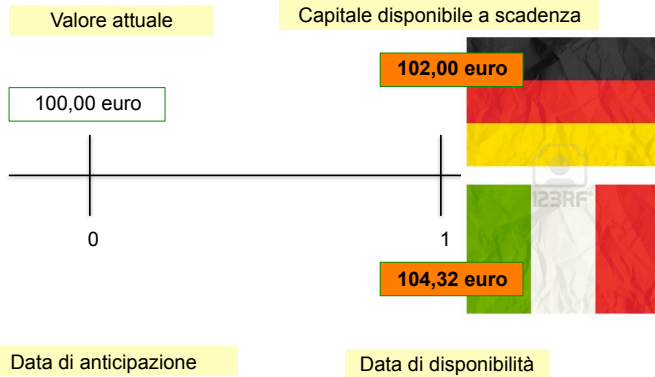 Valore attuale
Capitale disponibile a scadenza
102,00 euro
100,00 euro
123RF
0
1
104,32 euro
Data di anticipazione
Data di disponibilità